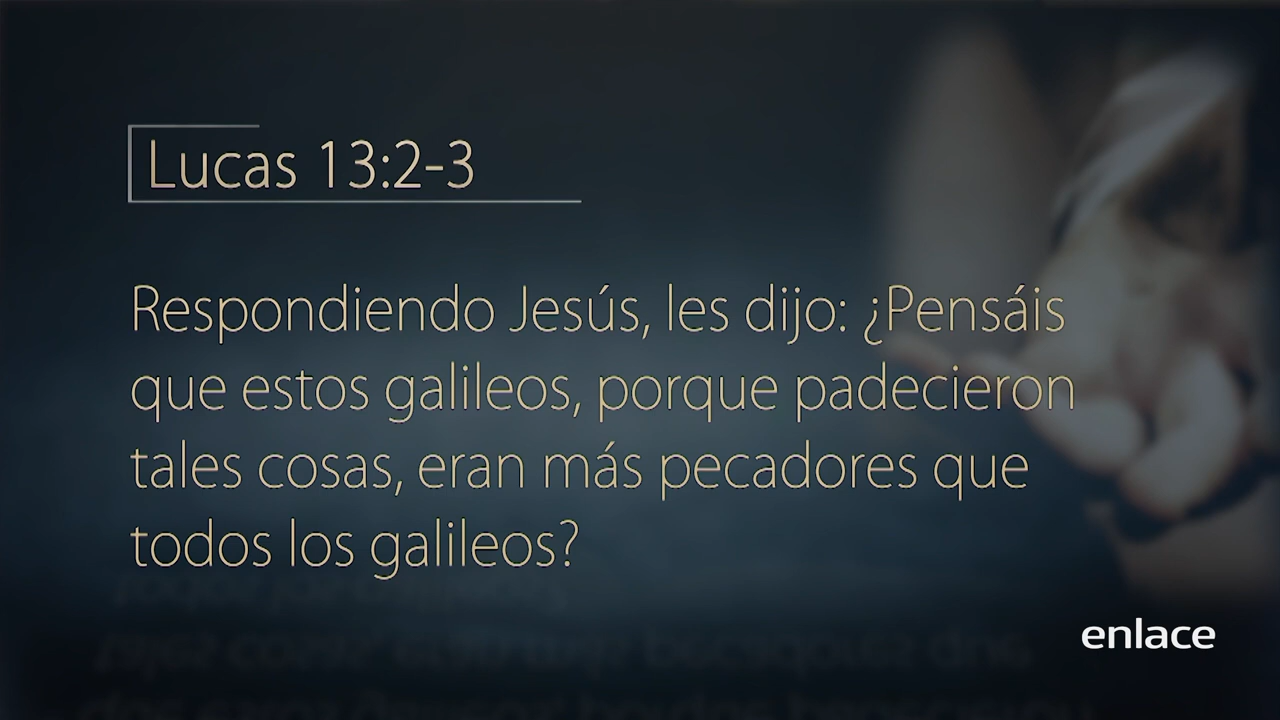 Lucas 13:2-3
Respondiendo Jesús, les dijo: ¿Pensáis
que estos galileos, porque padecieron
tales cosas, eran más pecadores que
todos los galileos?
enlace